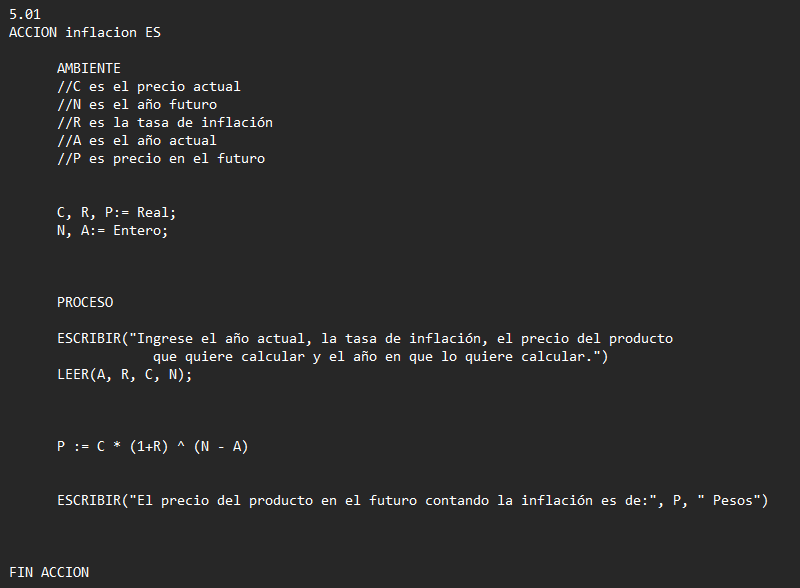 5.01
ACCION inflacion ES
AMBIENTE
//C es el precio actual
//N es el año futuro
//R es la tasa de inflación
//A es el año actual
//P es precio en el futuro
C, R, P:= Real;
N, A:= Entero;
PROCESO
ESCRIBIR("Ingrese el año actual, la tasa de inflación, el precio del producto
que quiere calcular y el año en que lo quiere calcular.")
LEER(A, R, C, N);
P := C * (1+R) ^ (N - A)
ESCRIBIR("El precio del producto en el futuro contando la inflación es de:", P, " Pesos")
FIN ACCION